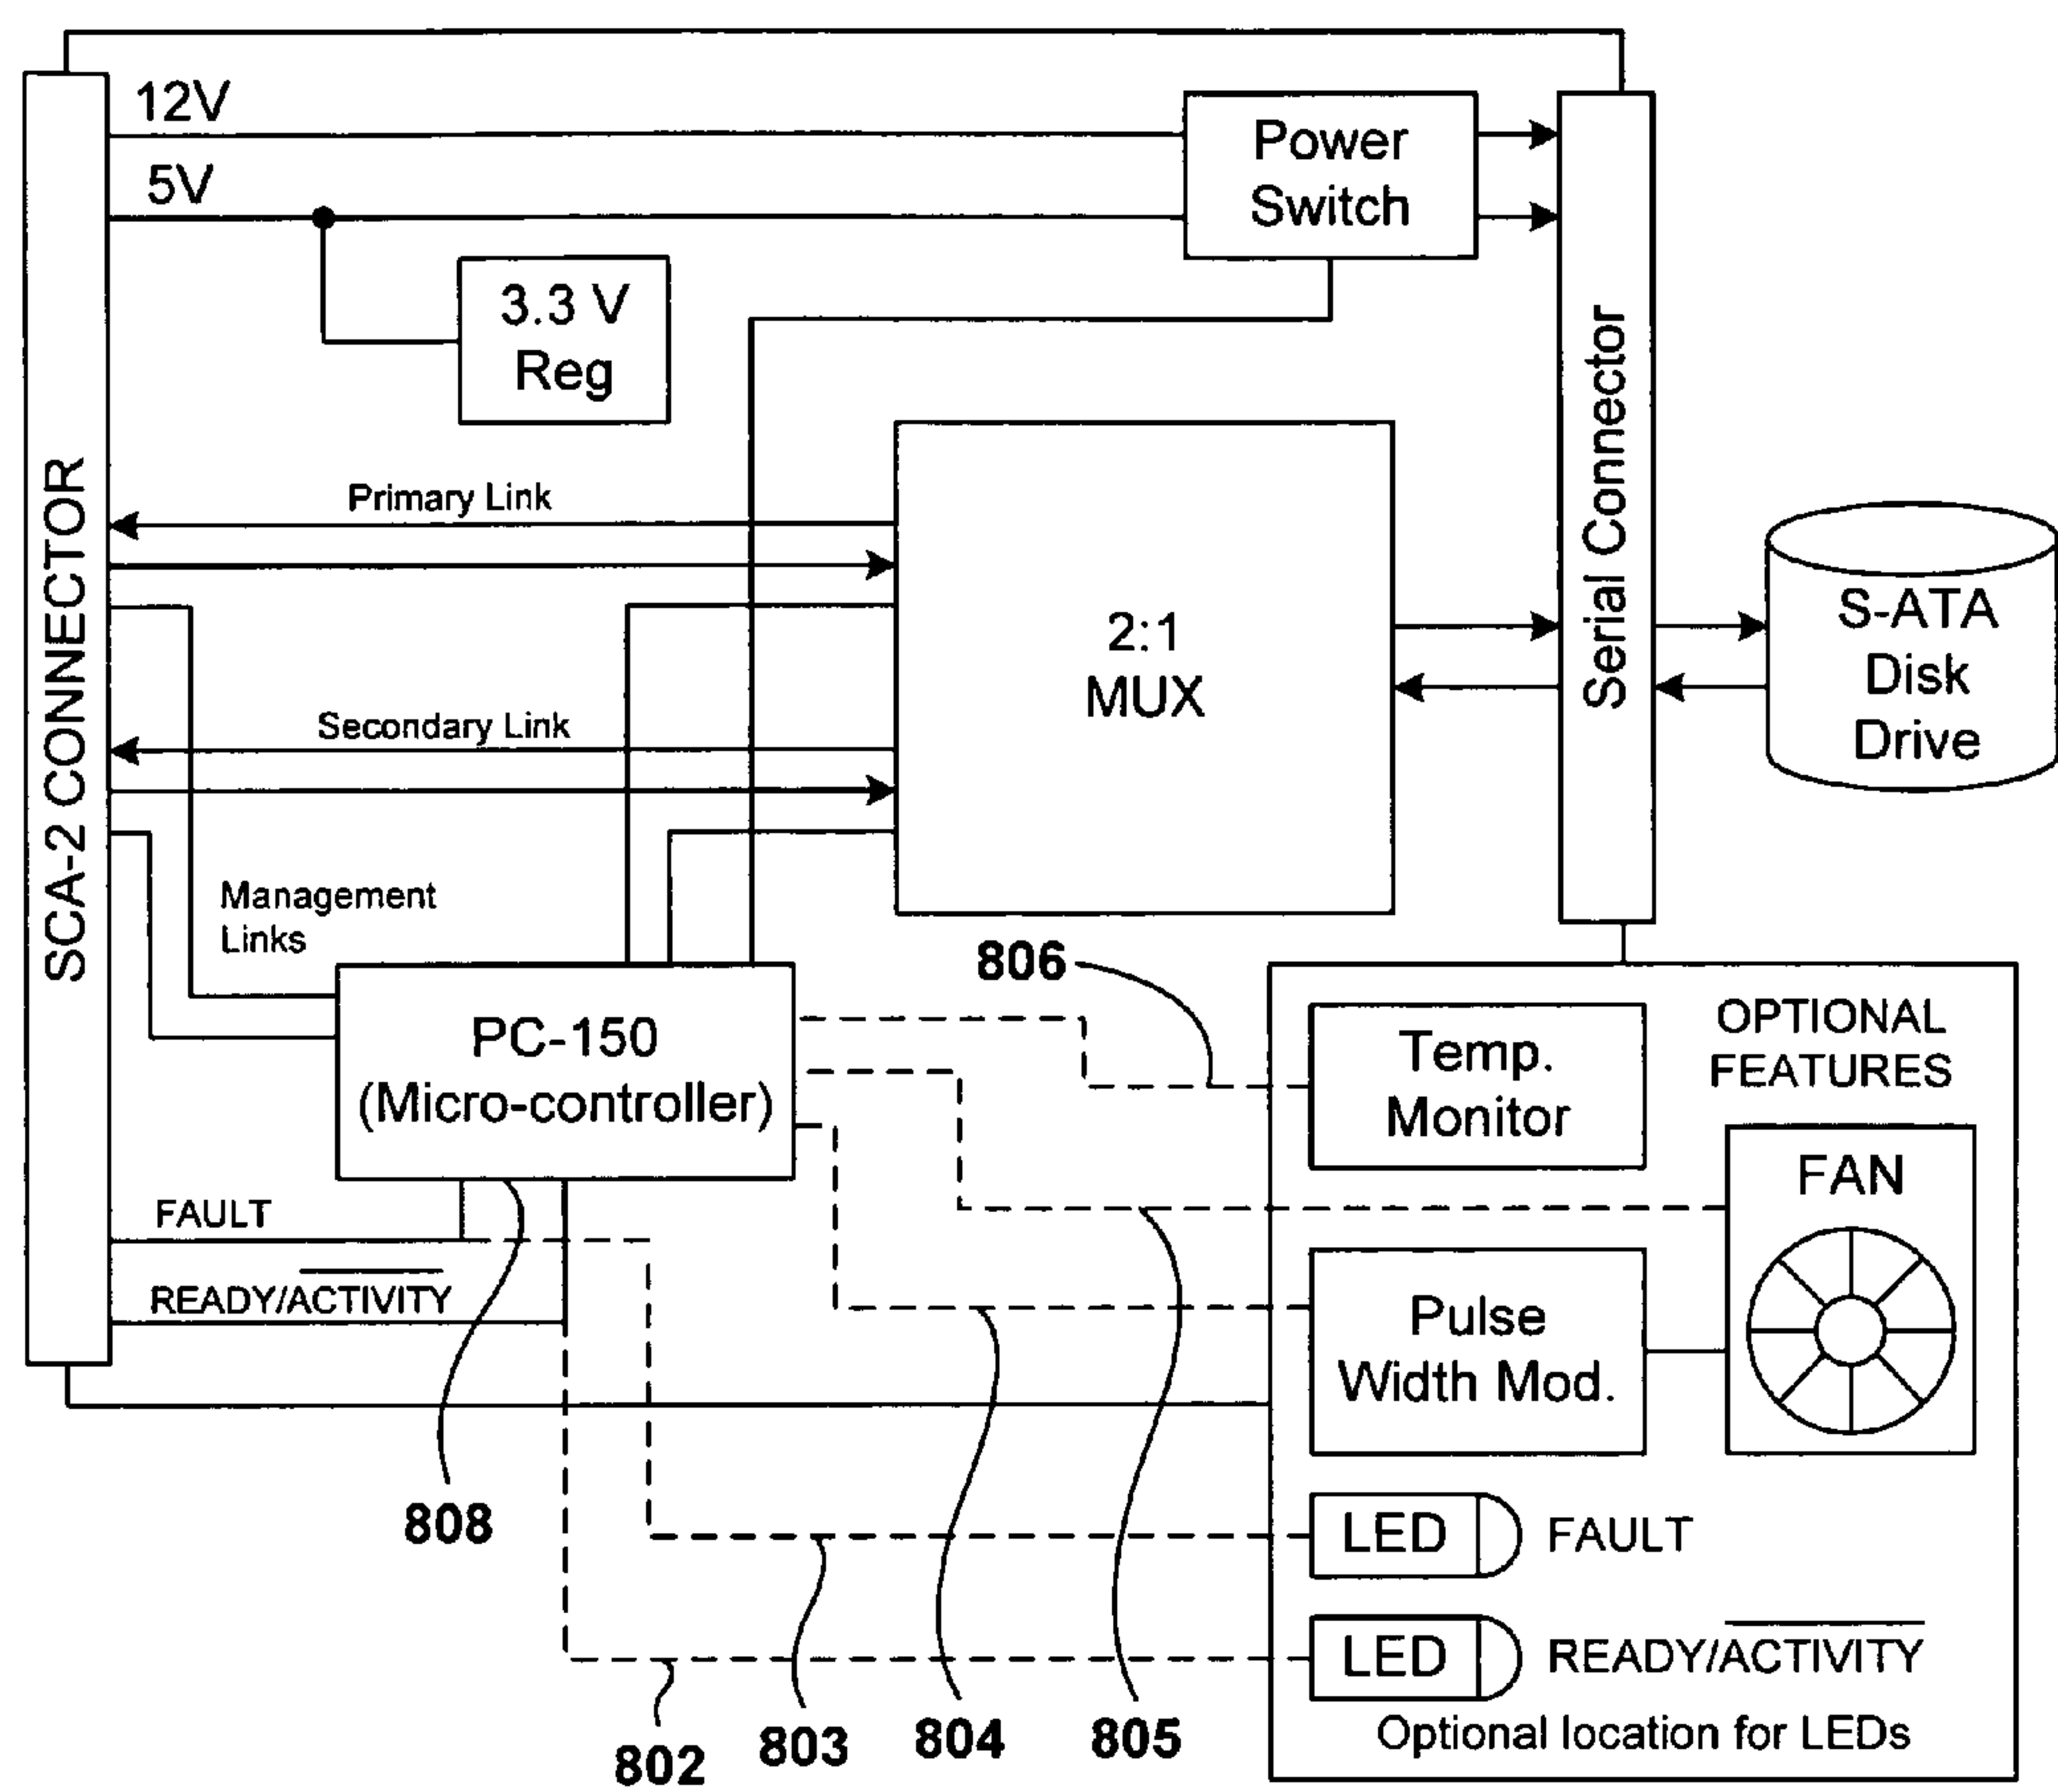 12V
5V
Power
Switch
3.3 V
Reg
SCA-2 CONNECTOR
Primary Link
Secondary Link
2:1
MUX
Serial Connector
S-ATA
Disk
Drive
Management
Links
PC-150
(Micro-controller)
806
OPTIONAL
FEATURES
Temp.
Monitor
FAN
FAULT
READY/ACTIVITY
Pulse
Width Mod.
808
LED
FAULT
LED
READY/ACTIVITY
Optional location for LEDs
802
803
804
805